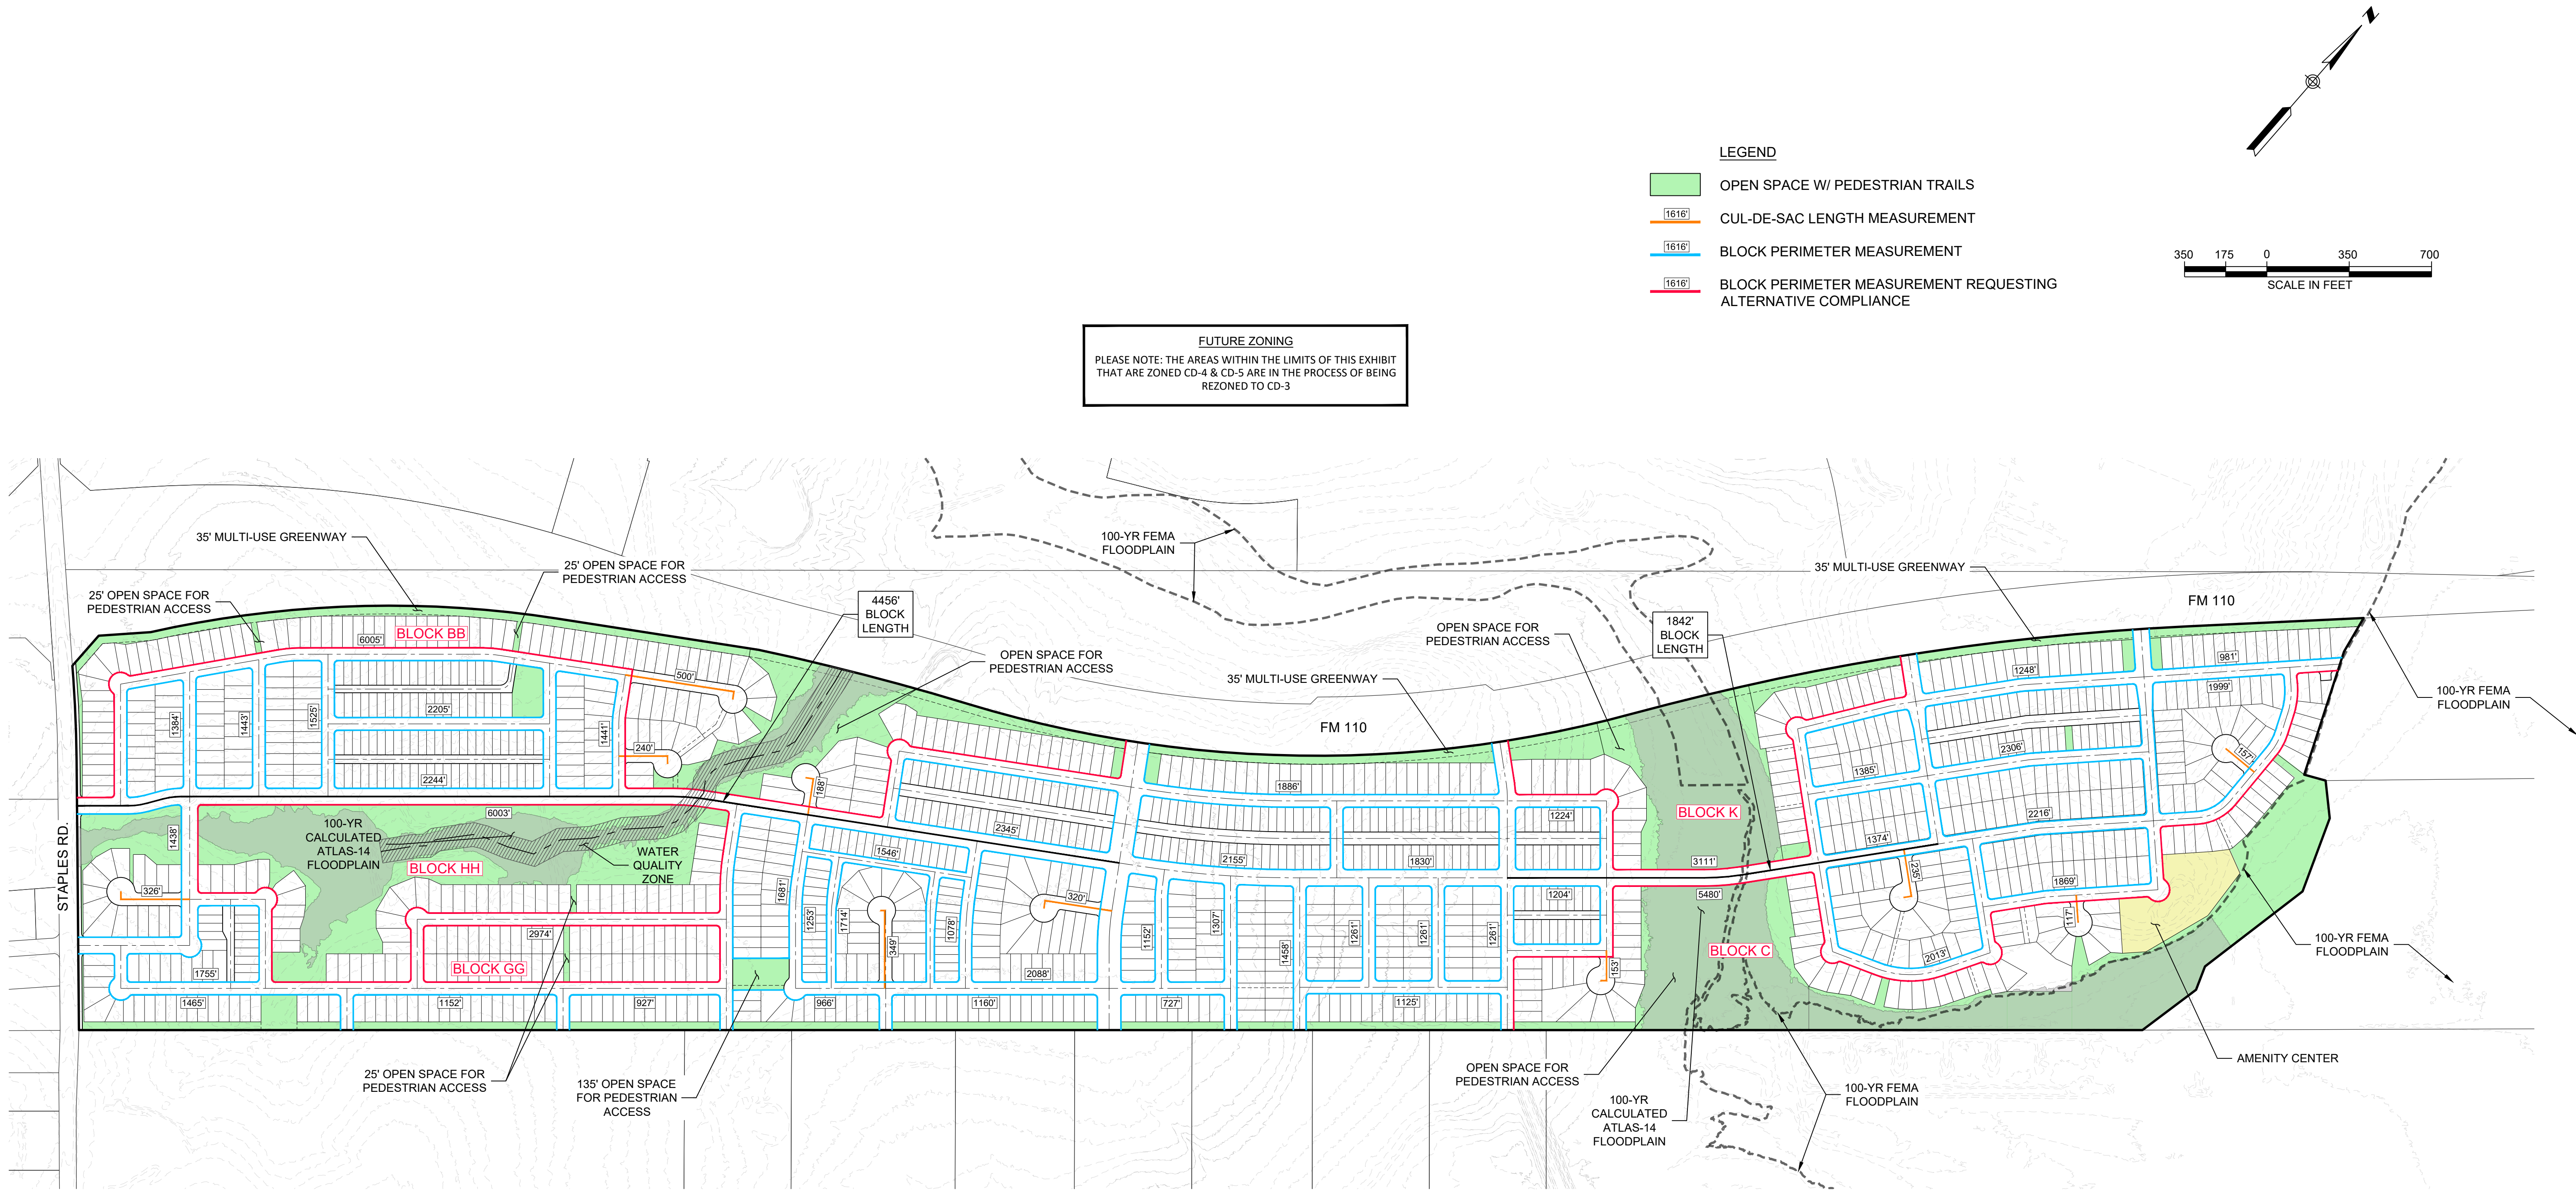 N
LEGEND
OPEN SPACE W/ PEDESTRIAN TRAILS
1616'
CUL-DE-SAC LENGTH MEASUREMENT
1616'
BLOCK PERIMETER MEASUREMENT
1616'
BLOCK PERIMETER MEASUREMENT REQUESTING
ALTERNATIVE COMPLIANCE
350 175 0 350 700
SCALE IN FEET
FUTURE ZONING
PLEASE NOTE: THE AREAS WITHIN THE LIMITS OF THIS EXHIBIT
THAT ARE ZONED CD-4 & CD-5 ARE IN THE PROCESS OF BEING
REZONED TO CD-3
35' MULTI-USE GREENWAY
25' OPEN SPACE FOR
PEDESTRIAN ACCESS
25' OPEN SPACE FOR
PEDESTRIAN ACCESS
4456'
BLOCK
LENGTH
OPEN SPACE FOR
PEDESTRIAN ACCESS
100-YR FEMA
FLOODPLAIN
35' MULTI-USE GREENWAY
FM 110
OPEN SPACE FOR
PEDESTRIAN ACCESS
1842'
BLOCK
LENGTH
35' MULTI-USE GREENWAY
FM 110
100-YR FEMA
FLOODPLAIN
STAPLES RD.
6005'
BLOCK BB
500'
240'
1384'
1443'
1525'
2205'
2244'
1441'
6003'
1438'
100-YR
CALCULATED
ATLAS-14
FLOODPLAIN
BLOCK HH
WATER
QUALITY
ZONE
326'
2974'
BLOCK GG
1755'
1465'
1152'
927'
188'
1681'
1253'
1546'
1714'
349'
1078'
2345'
320'
2088'
966'
1160'
727'
1886'
2155'
1830'
1152'
1307'
1458'
1261'
1261'
1261'
1125'
1224'
1204'
153'
BLOCK K
3111'
5480'
BLOCK C
1248'
981'
1999'
1385'
2306'
157'
1374'
2216'
235'
1869'
117'
2013'
25' OPEN SPACE FOR
PEDESTRIAN ACCESS
135' OPEN SPACE
FOR PEDESTRIAN
ACCESS
OPEN SPACE FOR
PEDESTRIAN ACCESS
100-YR
CALCULATED
ATLAS-14
FLOODPLAIN
100-YR FEMA
FLOODPLAIN
AMENITY CENTER
100-YR FEMA
FLOODPLAIN